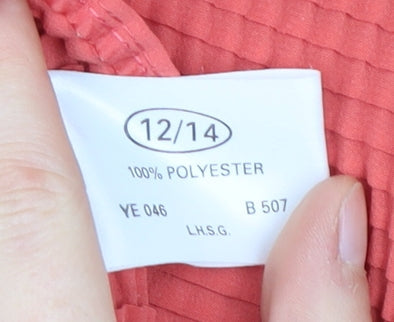 12/14
100% POLYESTER
YE 046 B 507
L.H.S.G.